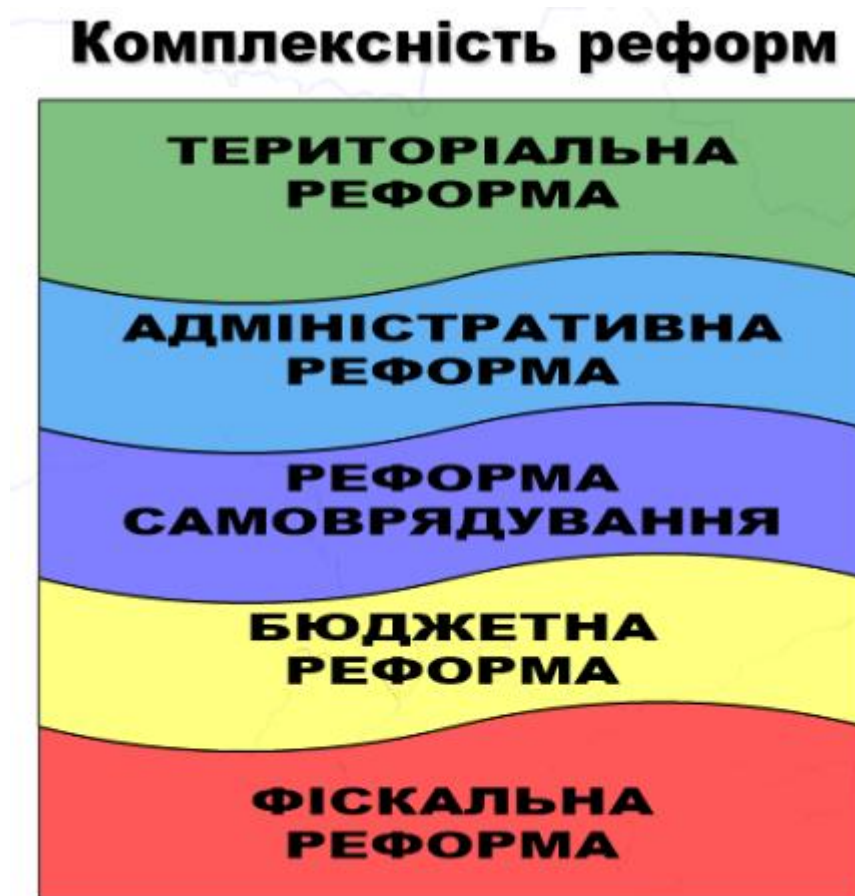 Комплексність реформ
ТЕРИТОРІАЛЬНА
РЕФОРМА
АДМІНІСТРАТИВНА
РЕФОРМА
РЕФОРМА
САМОВРЯДУВАННЯ
БЮДЖЕТНА
РЕФОРМА
ФІСКАЛЬНА
РЕФОРМА